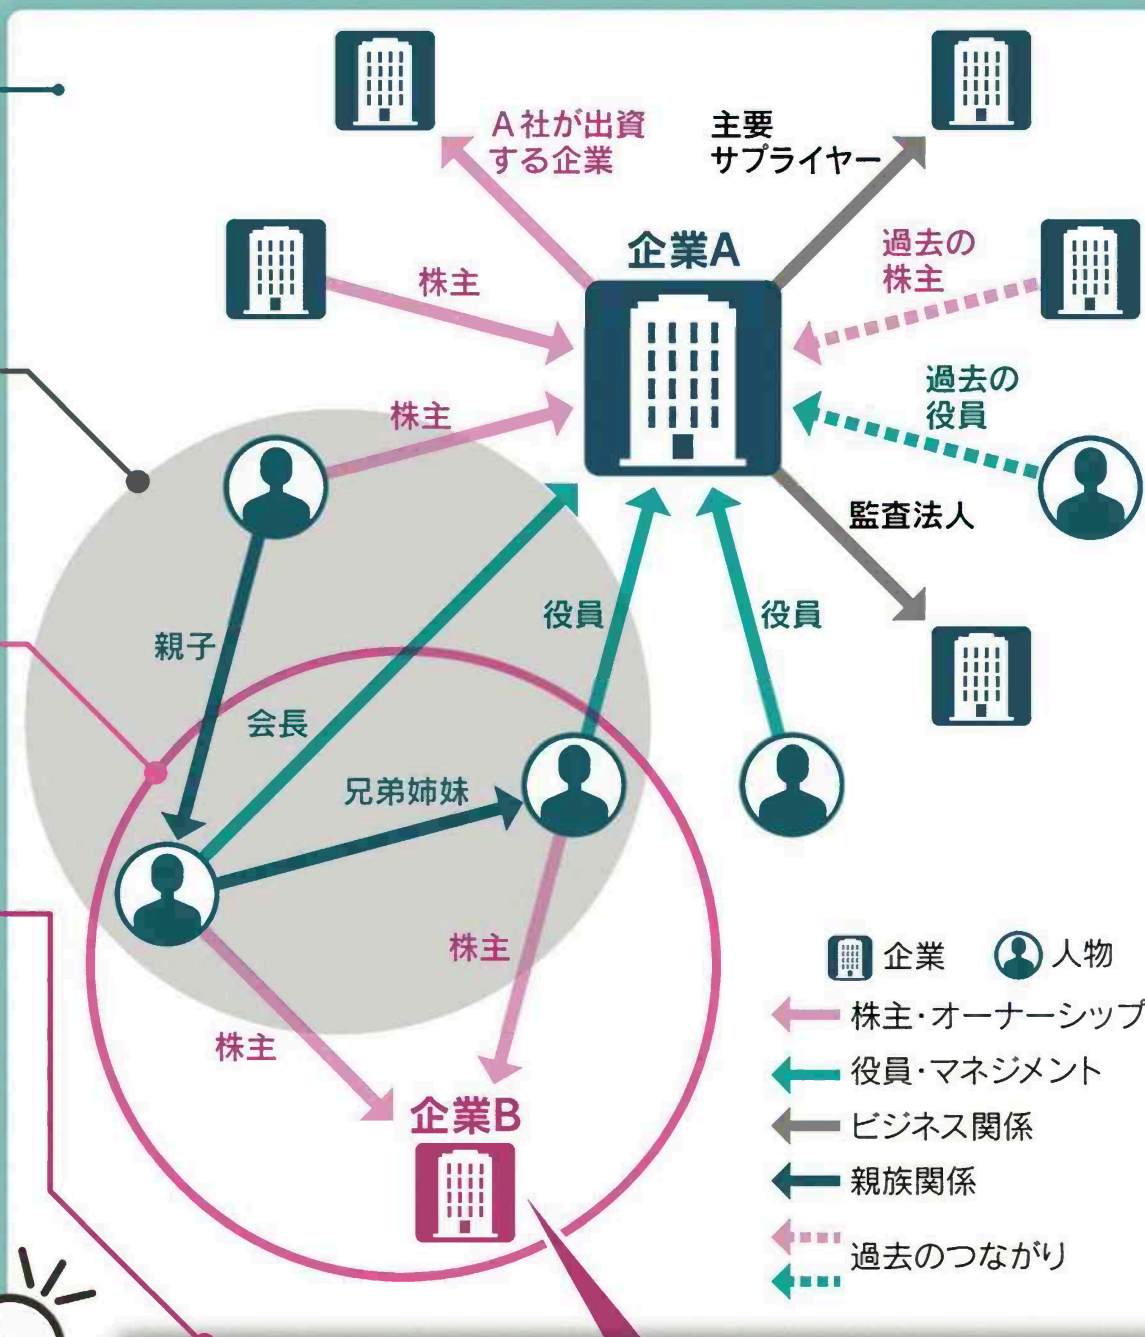 A社が出資
する企業
主要
サプライヤー
企業A
過去の
株主
株主
過去の
役員
株主
監査法人
役員
役員
親子
会長
兄弟姉妹
株主
株主
企業B
企業
人物
株主・オーナーシップ
役員・マネジメント
ビジネス関係
親族関係
過去のつながり